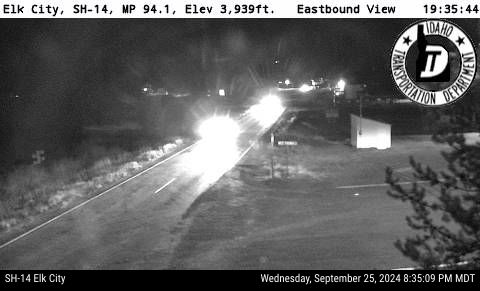 Elk City, SH-14, MP 94.1, Elev 3,939ft. Eastbound View 19:35:44
IDAHO
TRANSPORTATION DEPARTMENT
SH-14 Elk City Wednesday, September 25, 2024 8:35:09 PM MDT